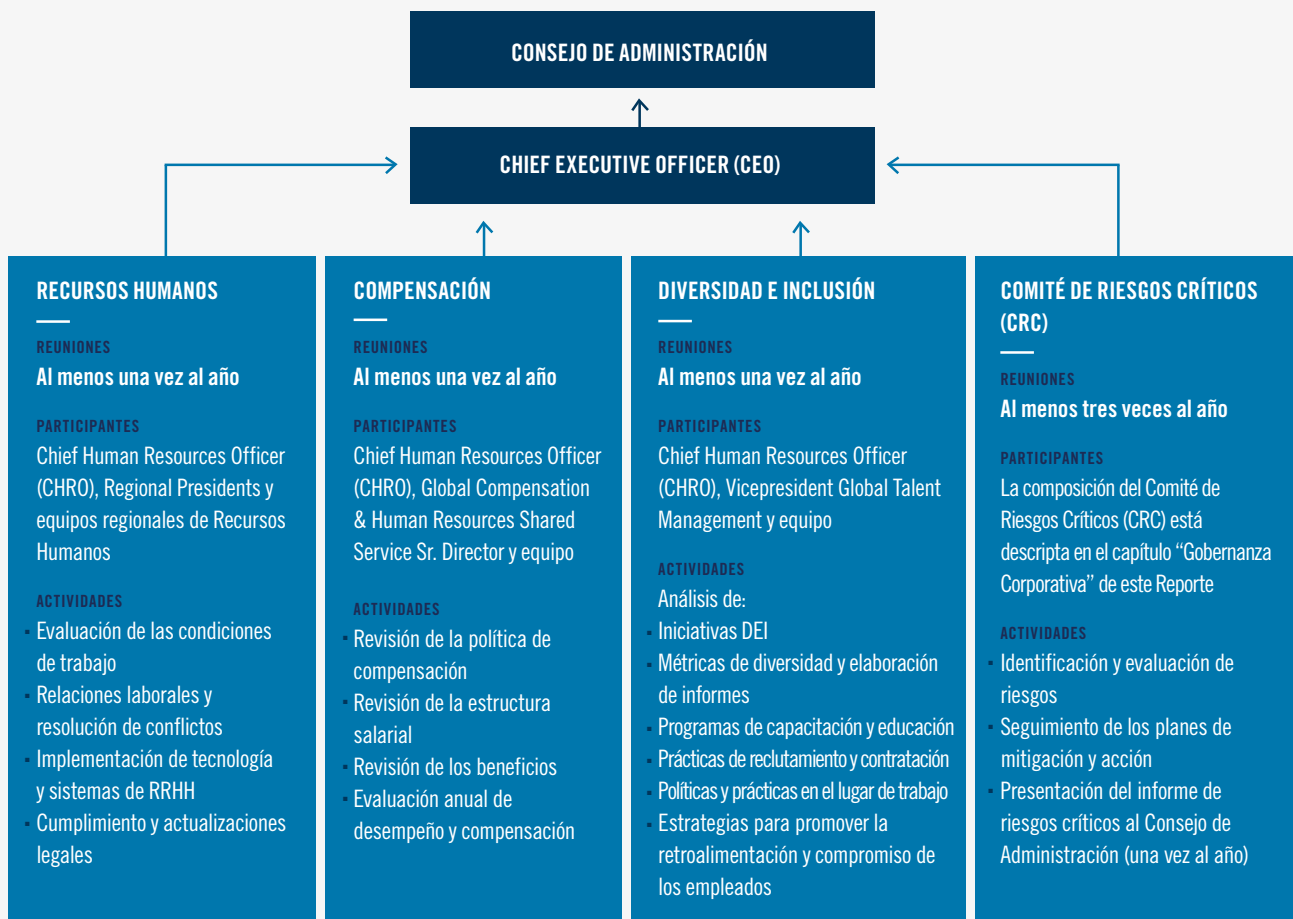 CONSEJO DE ADMINISTRACIÓN
CHIEF EXECUTIVE OFFICER (CEO)
RECURSOS HUMANOS
REUNIONES
Al menos una vez al año
PARTICIPANTES
Chief Human Resources Officer
(CHRO), Regional Presidents y
equipos regionales de Recursos
Humanos
ACTIVIDADES
▪ Evaluación de las condiciones
de trabajo
▪ Relaciones laborales y
resolución de conflictos
▪ Implementación de tecnología
y sistemas de RRHH
▪ Cumplimiento y actualizaciones
legales
COMPENSACIÓN
REUNIONES
Al menos una vez al año
PARTICIPANTES
Chief Human Resources Officer
(CHRO), Global Compensation
& Human Resources Shared
Service Sr. Director y equipo
ACTIVIDADES
▪ Revisión de la política de
compensación
▪ Revisión de la estructura
salarial
▪ Revisión de los beneficios
▪ Evaluación anual de
desempeño y compensación
DIVERSIDAD E INCLUSIÓN
REUNIONES
Al menos una vez al año
PARTICIPANTES
Chief Human Resources Officer
(CHRO), Vicepresident Global Talent
Management y equipo
ACTIVIDADES
Análisis de:
▪ Iniciativas DEI
▪ Métricas de diversidad y elaboración
de informes
▪ Programas de capacitación y educación
▪ Prácticas de reclutamiento y contratación
▪ Políticas y prácticas en el lugar de trabajo
▪ Estrategias para promover la
retroalimentación y compromiso de
los empleados
COMITÉ DE RIESGOS CRÍTICOS
(CRC)
REUNIONES
Al menos tres veces al año
PARTICIPANTES
La composición del Comité de
Riesgos Críticos (CRC) está
descripta en el capítulo “Gobernanza
Corporativa” de este Reporte
ACTIVIDADES
▪ Identificación y evaluación de
riesgos
▪ Seguimiento de los planes de
mitigación y acción
▪ Presentación del informe de
riesgos críticos al Consejo de
Administración (una vez al año)